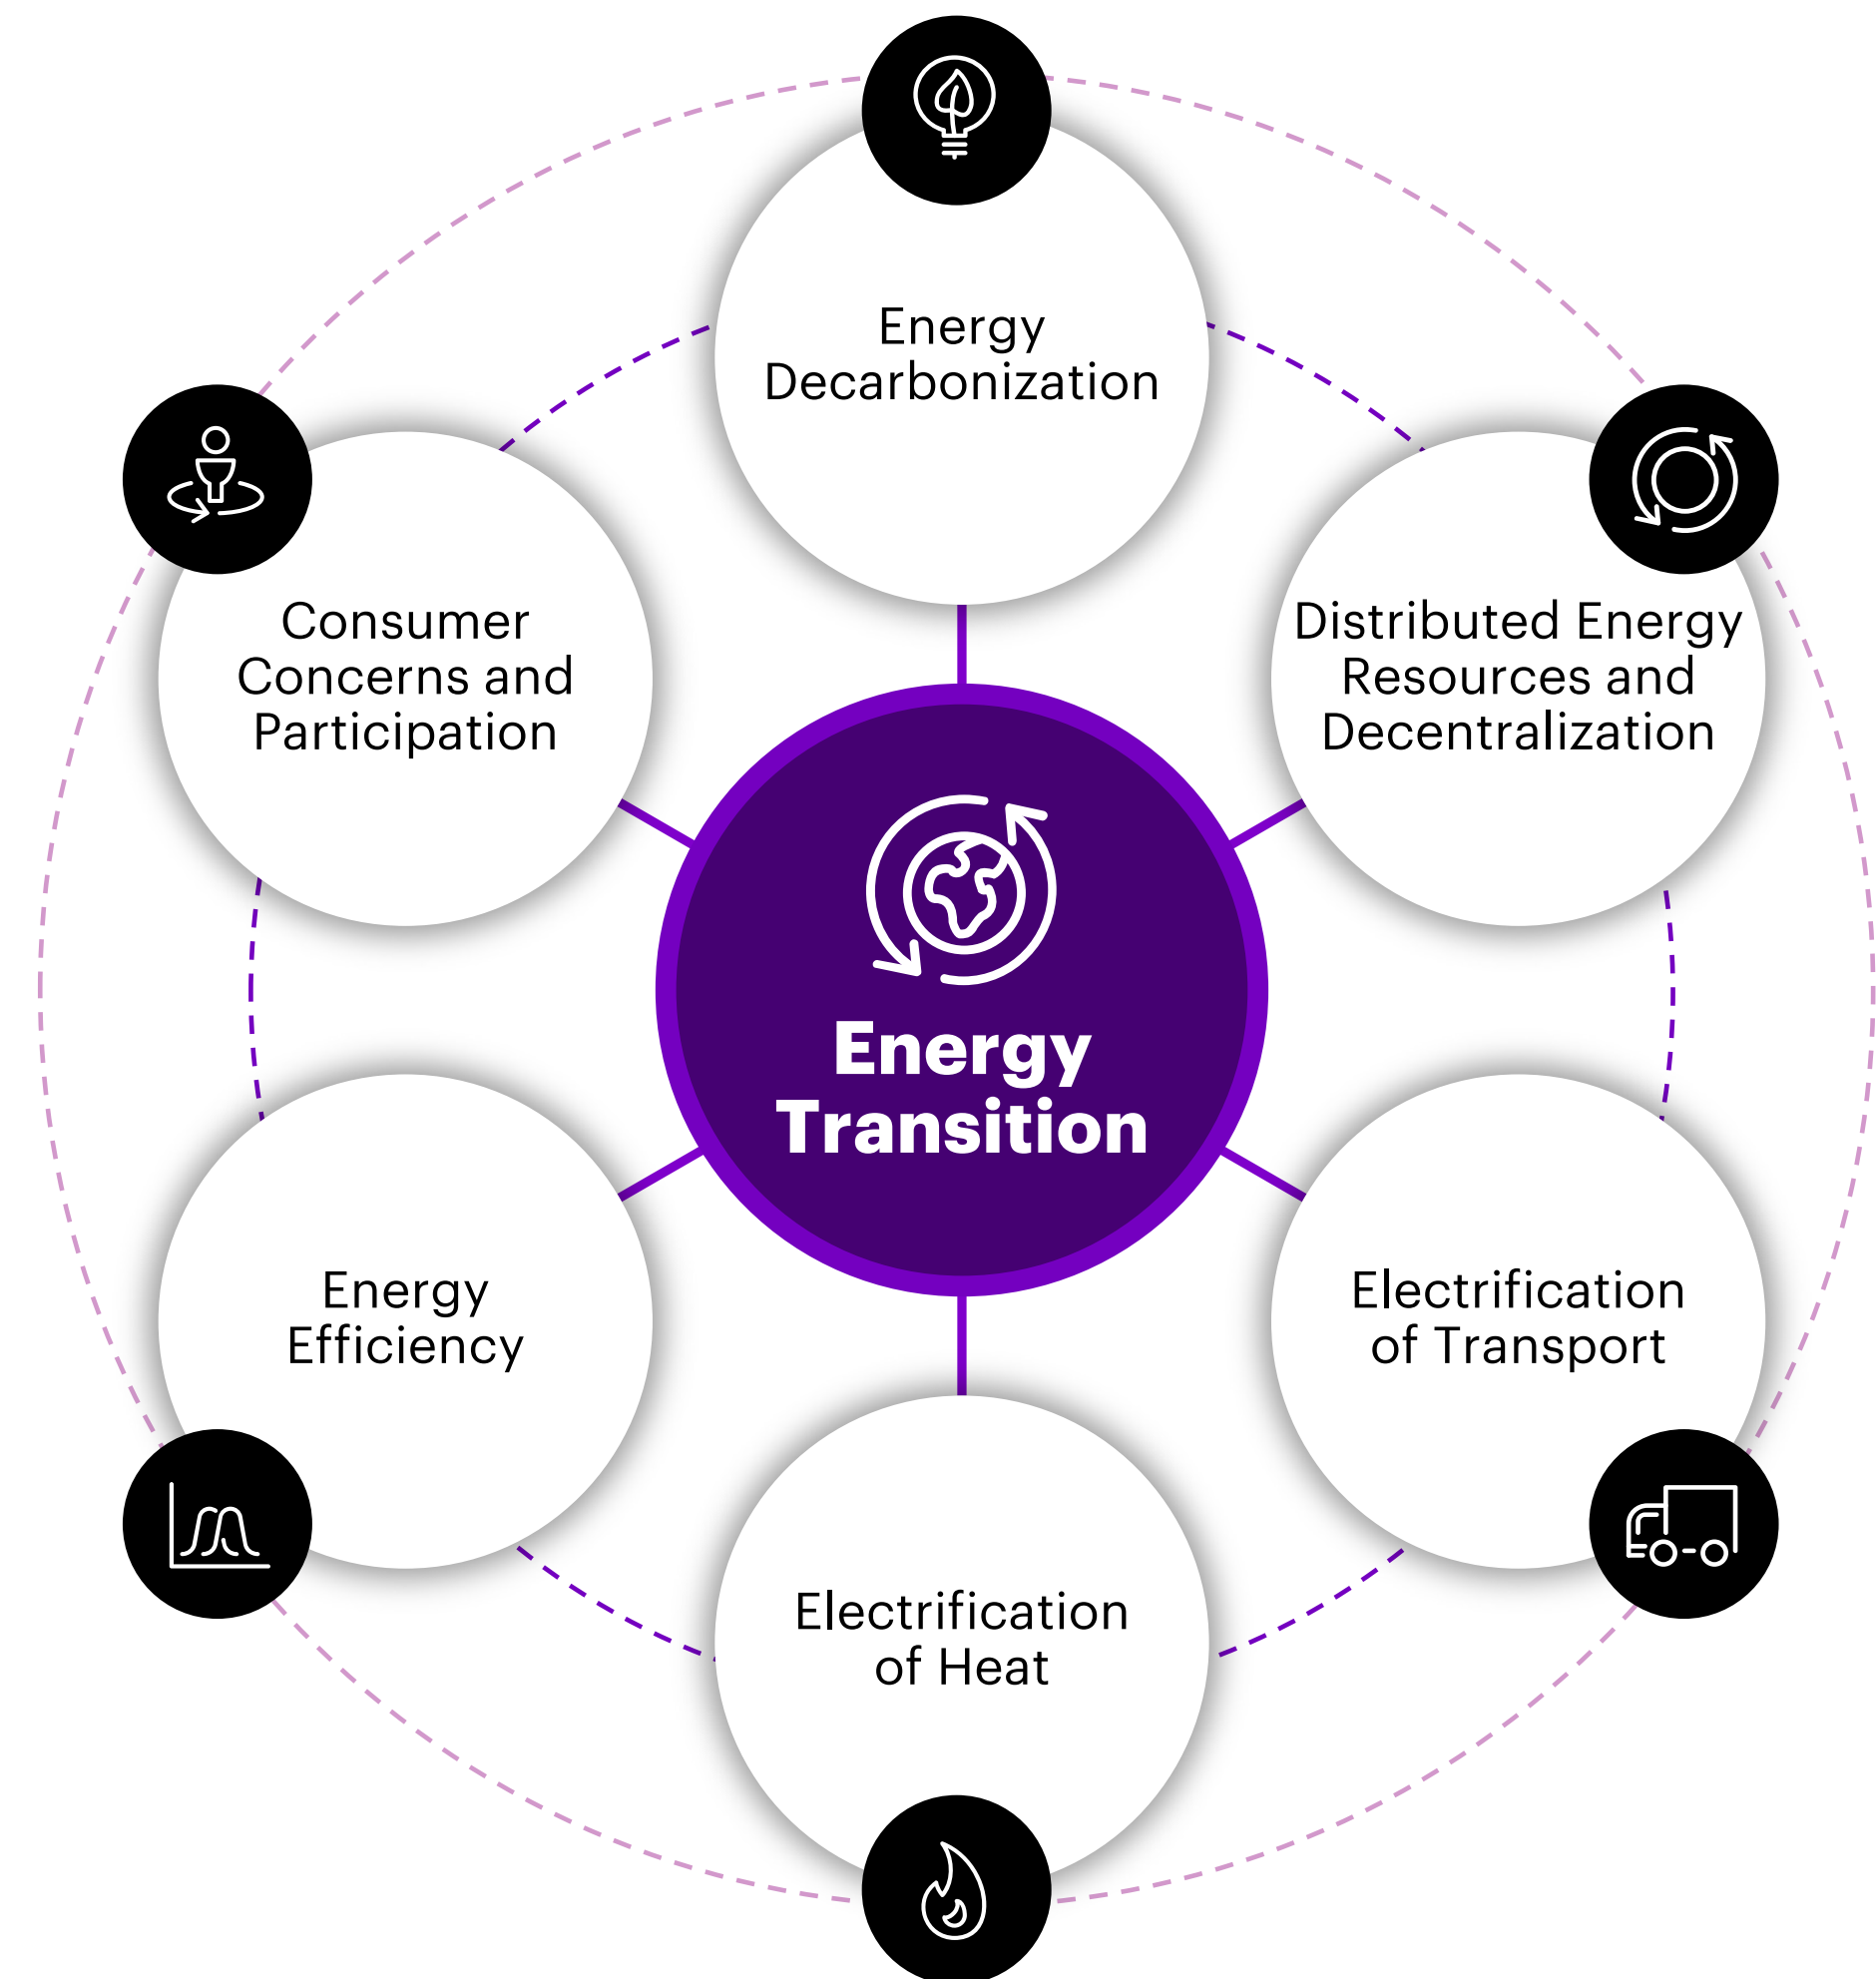 Energy
Decarbonization
Consumer
Concerns and
Participation
Distributed Energy
Resources and
Decentralization
Energy
Transition
Energy
Efficiency
Electrification
of Transport
Electrification
of Heat